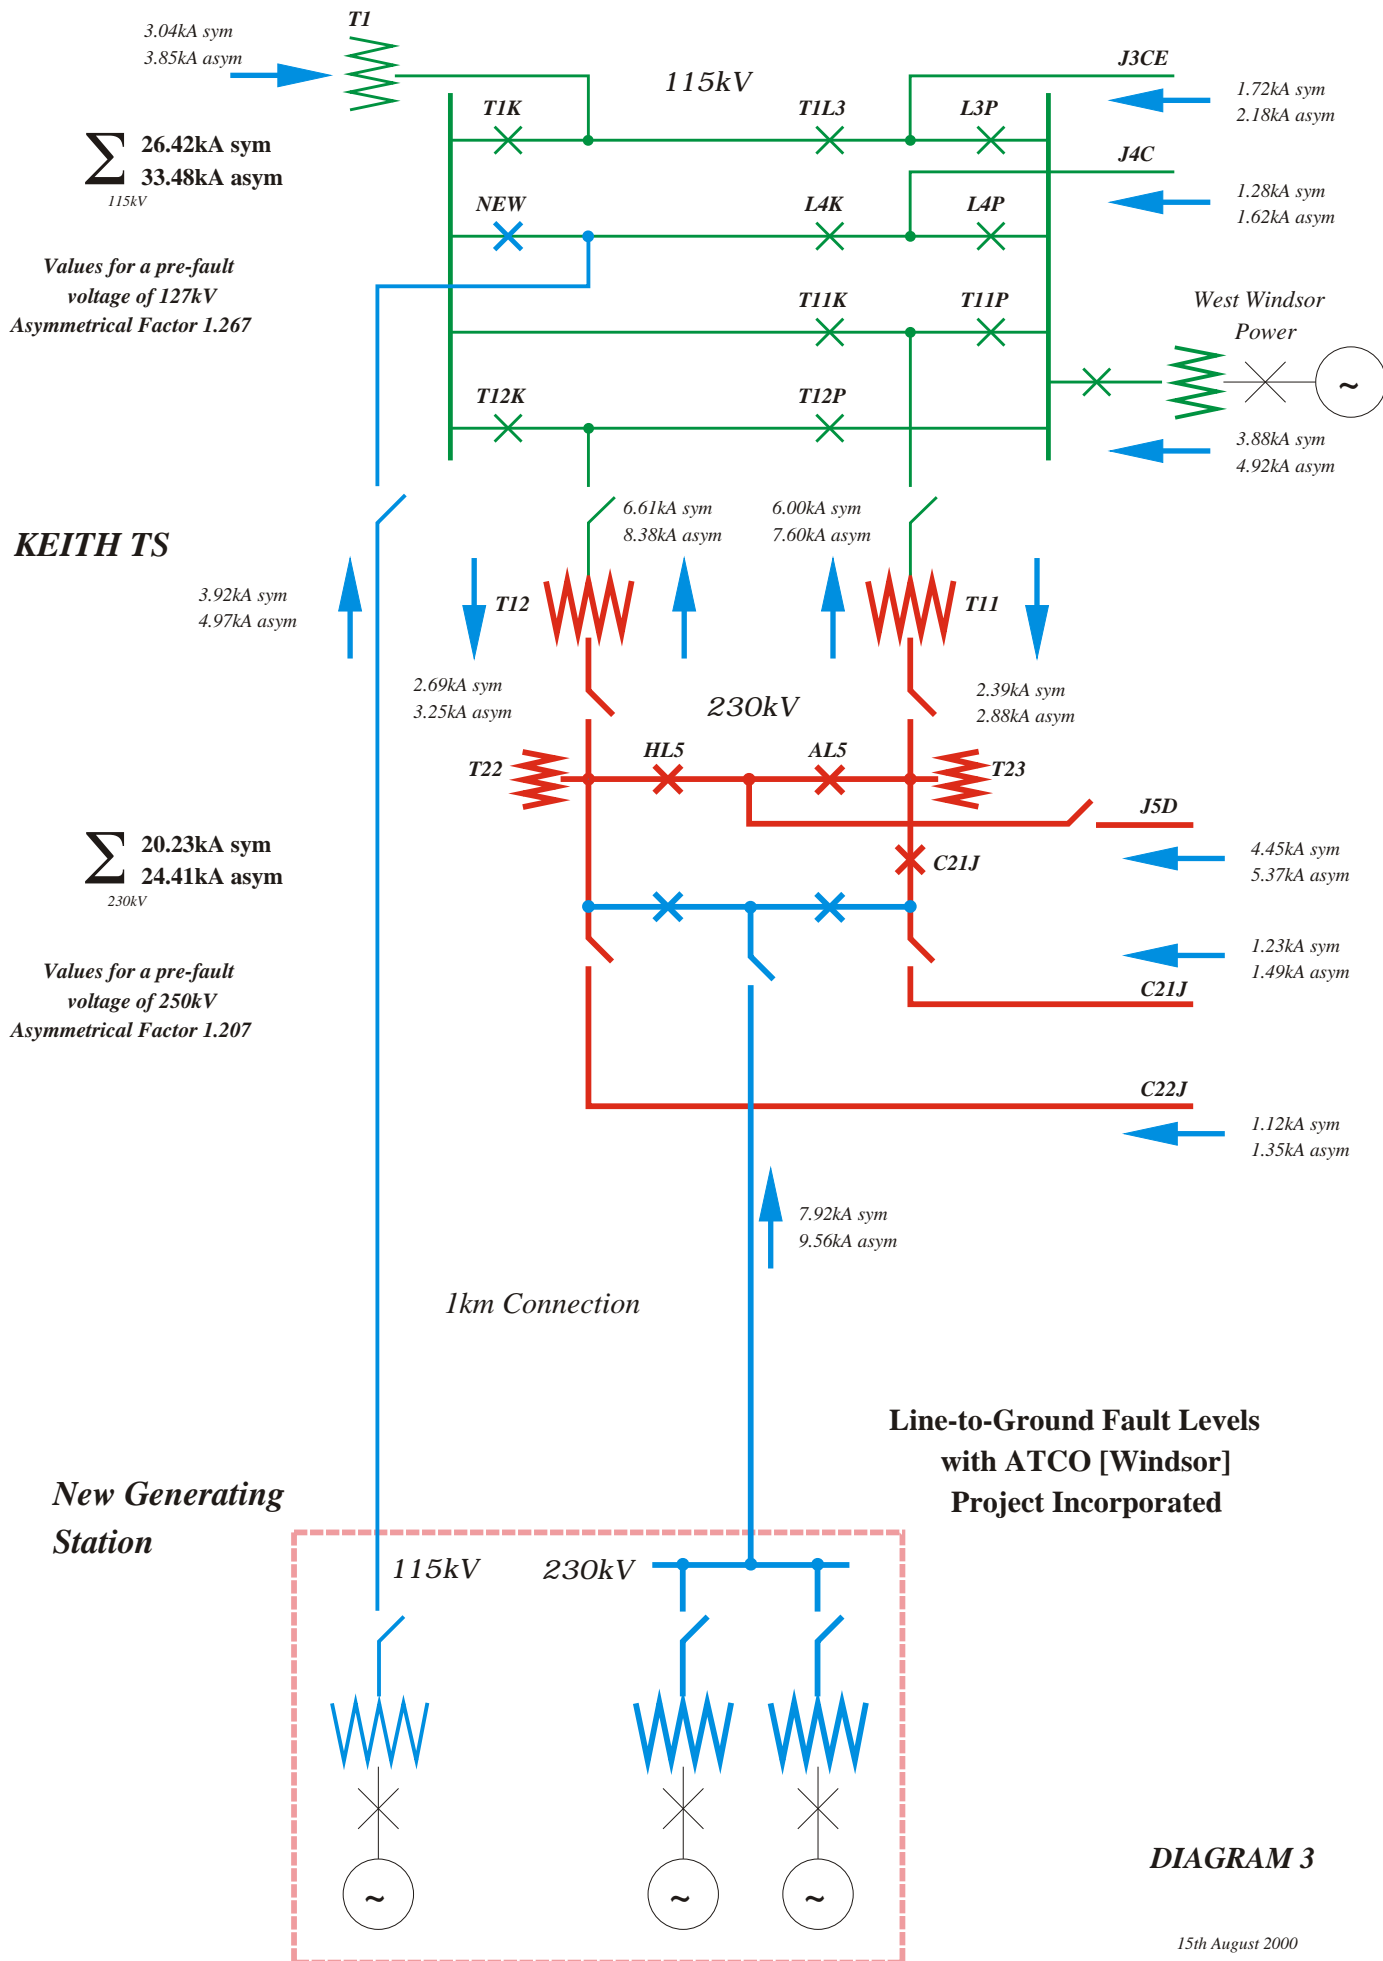 T1
3.04kA sym
3.85kA asym
115kV
J3CE
T1K
T1L3
L3P
1.72kA sym
2.18kA asym
∑ 26.42kA sym
33.48kA asym
115kV
J4C
NEW
L4K
L4P
1.28kA sym
1.62kA asym
Values for a pre-fault
voltage of 127kV
Asymmetrical Factor 1.267
T11K
T11P
West Windsor
Power
~
T12K
T12P
3.88kA sym
4.92kA asym
KEITH TS
6.61kA sym
8.38kA asym
6.00kA sym
7.60kA asym
3.92kA sym
4.97kA asym
T12
T11
2.69kA sym
3.25kA asym
230kV
2.39kA sym
2.88kA asym
T22
HL5
AL5
T23
J5D
∑ 20.23kA sym
24.41kA asym
230kV
C21J
4.45kA sym
5.37kA asym
Values for a pre-fault
voltage of 250kV
Asymmetrical Factor 1.207
1.23kA sym
1.49kA asym
C21J
C22J
1.12kA sym
1.35kA asym
7.92kA sym
9.56kA asym
1km Connection
Line-to-Ground Fault Levels
with ATCO [Windsor]
Project Incorporated
New Generating
Station
115kV
230kV
~
~
~
DIAGRAM 3
15th August 2000